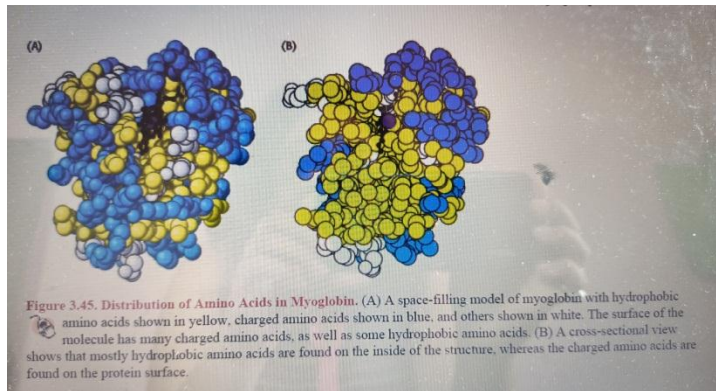 (A)
(B)
Figure 3.45. Distribution of Amino Acids in Myoglobin. (A) A space-filling model of myoglobin with hydrophobic
amino acids shown in yellow, charged amino acids shown in blue, and others shown in white. The surface of the
molecule has many charged amino acids, as well as some hydrophobic amino acids. (B) A cross-sectional view
shows that mostly hydrophobic amino acids are found on the inside of the structure, whereas the charged amino acids are
found on the protein surface.